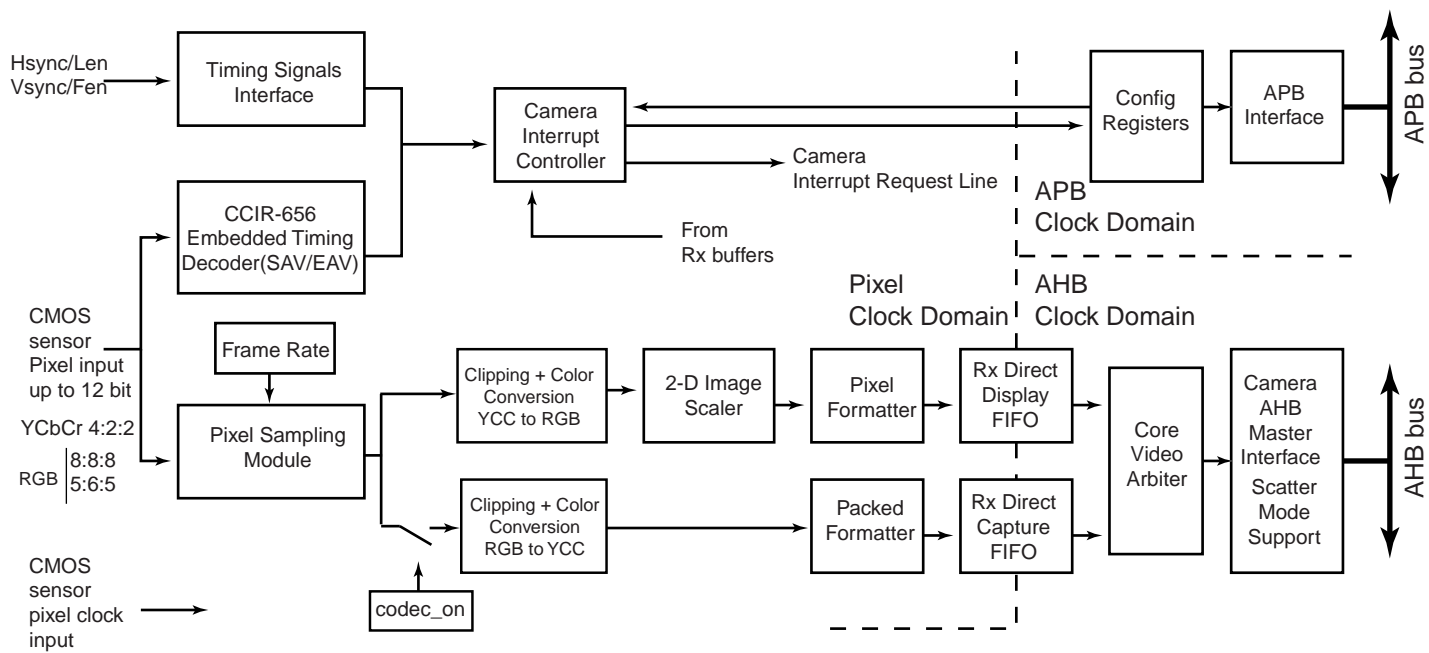 Hsync/Len
Vsync/Fen
Timing Signals
Interface
Camera
Interrupt
Controller
Config
Registers
APB
Interface
APB bus
Camera
Interrupt Request Line
APB
Clock Domain
CCIR-656
Embedded Timing
Decoder(SAV/EAV)
From
Rx buffers
Pixel
Clock Domain
AHB
Clock Domain
CMOS
sensor
Pixel input
up to 12 bit
YCbCr 4:2:2
RGB
8:8:8
5:6:5
Frame Rate
Pixel Sampling
Module
Clipping + Color
Conversion
YCC to RGB
2-D Image
Scaler
Pixel
Formatter
Rx Direct
Display
FIFO
Core
Video
Arbiter
Camera
AHB
Master
Interface
Scatter
Mode
Support
AHB bus
Clipping + Color
Conversion
RGB to YCC
Packed
Formatter
Rx Direct
Capture
FIFO
codec_on
CMOS
sensor
pixel clock
input